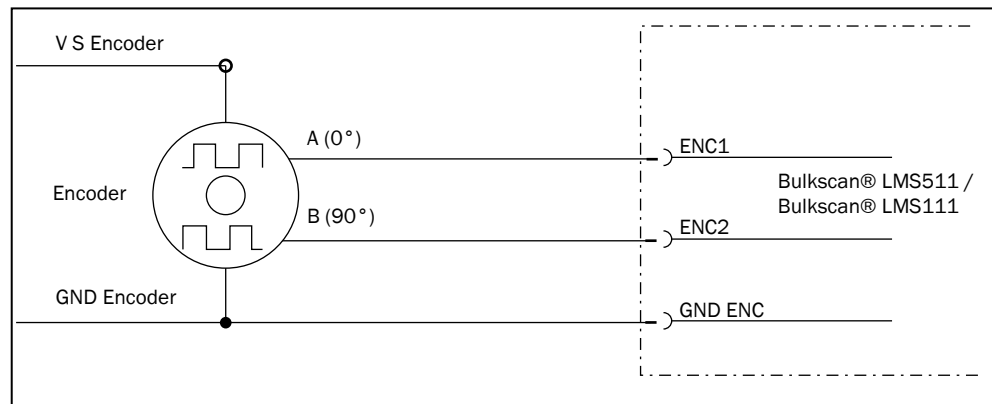 V S Encoder
A (0°)
ENC1
Bulkscan® LMS511 /
Bulkscan® LMS111
Encoder
B (90°)
ENC2
GND Encoder
GND ENC